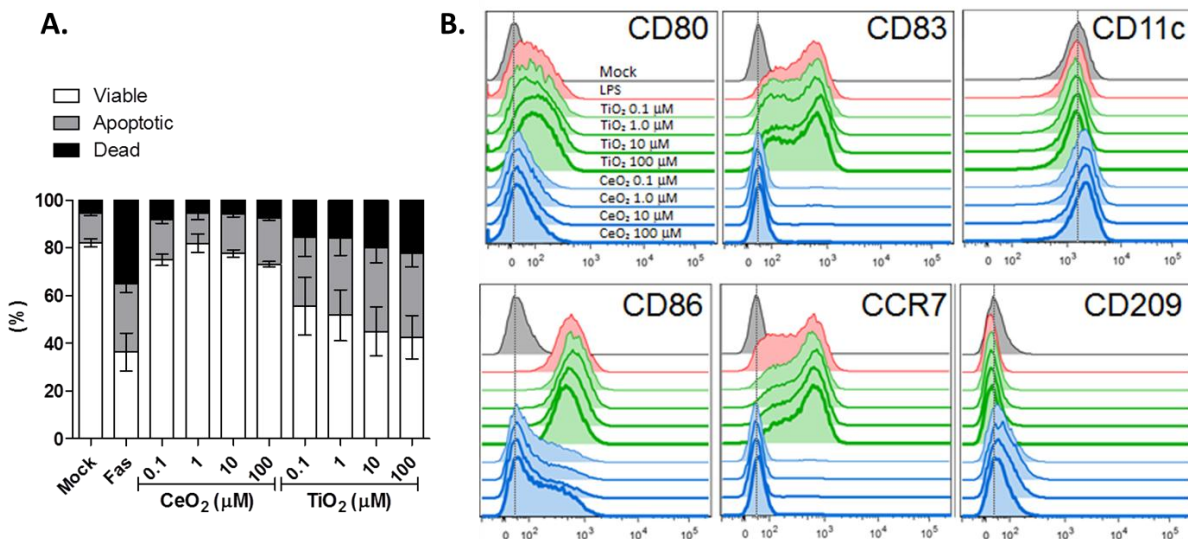 A.
Viable
Apoptotic
Dead
100
80
60
40
20
0
(%)
Mock
Fas
0.1
1
10
100
0.1
1
10
100
CeO₂ (µM)
TiO₂ (µM)
B.
CD80
Mock
LPS
TiO₂ 0.1 µM
TiO₂ 1.0 µM
TiO₂ 10 µM
TiO₂ 100 µM
CeO₂ 0.1 µM
CeO₂ 1.0 µM
CeO₂ 10 µM
CeO₂ 100 µM
0 10² 10³ 10⁴ 10⁵
CD83
0 10² 10³ 10⁴ 10⁵
CD11c
0 10² 10³ 10⁴ 10⁵
CD86
0 10² 10³ 10⁴ 10⁵
CCR7
0 10² 10³ 10⁴ 10⁵
CD209
0 10² 10³ 10⁴ 10⁵